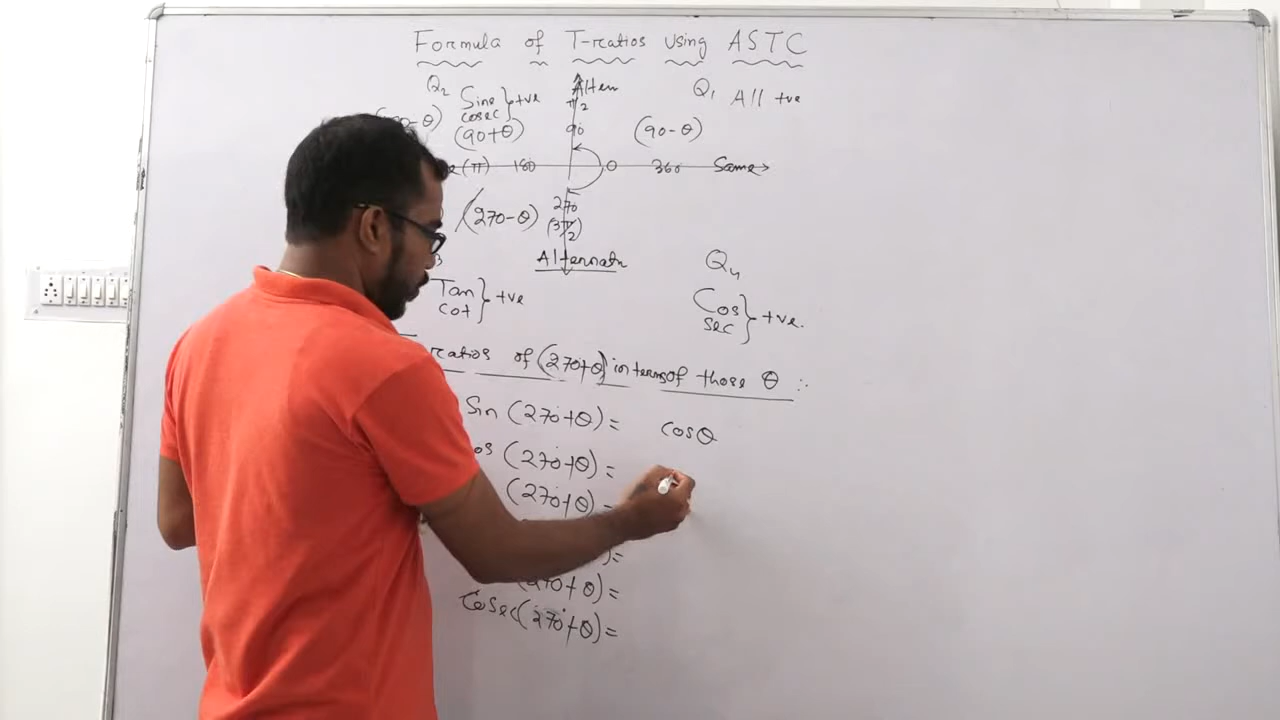 Formula of T-ratios using ASTC
Q2 Sine cosec } +ve
Q1 All +ve
π/2
(90+θ) 90 (90-θ)
(π) 180 0 360 Same
(270-θ) 270
(3π/2)
Alternate Q4
Tan cot } +ve
Cos sec } +ve.
ratios of (270+θ) in terms of those θ :.
Sin (270+θ) = cosθ
os (270+θ) =
(270+θ) =
) =
(270+θ) =
Cosec (270+θ) =